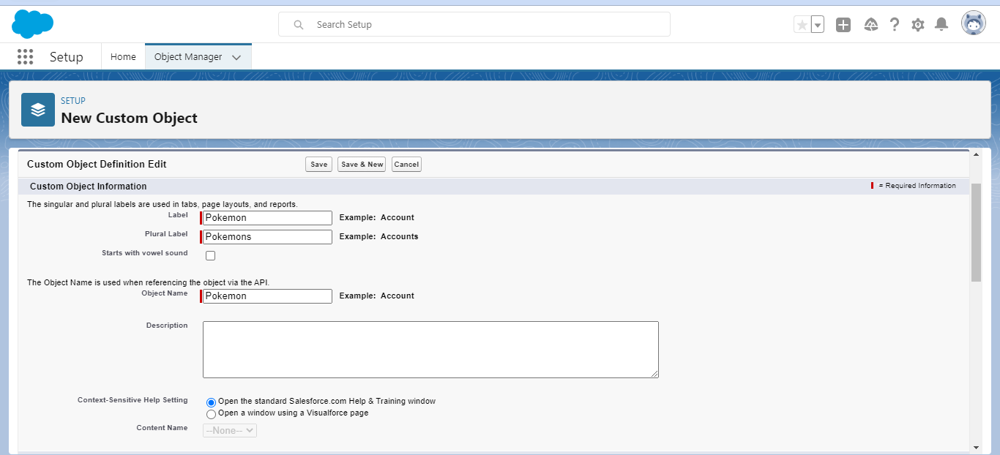 Search Setup
Setup
Home
Object Manager
SETUP
New Custom Object
Custom Object Definition Edit
Save
Save & New
Cancel
Custom Object Information
= Required Information
The singular and plural labels are used in tabs, page layouts, and reports.
Label
Pokemon
Example: Account
Plural Label
Pokemons
Example: Accounts
Starts with vowel sound
The Object Name is used when referencing the object via the API.
Object Name
Pokemon
Example: Account
Description
Context-Sensitive Help Setting
Open the standard Salesforce.com Help & Training window
Open a window using a Visualforce page
Content Name
--None--